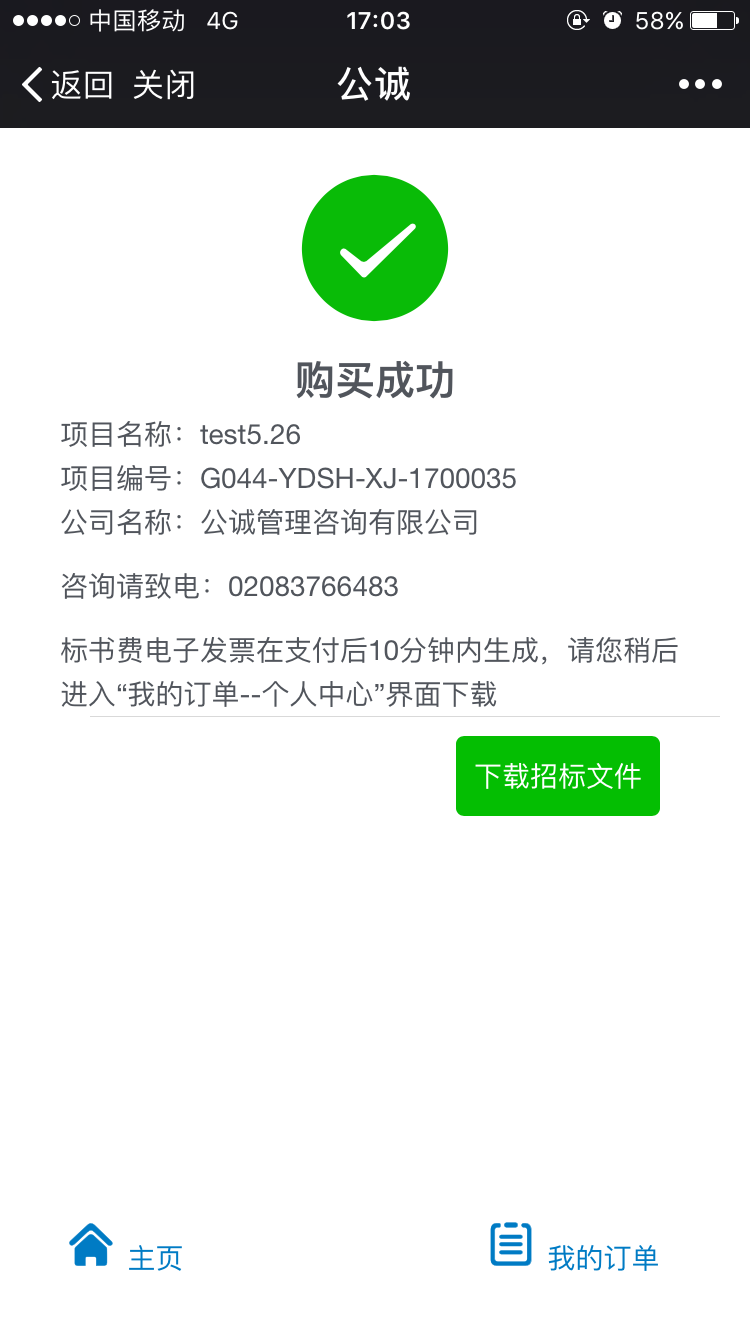 中国移动 4G 17:03 58%
返回 关闭 公诚
购买成功
项目名称：test5.26
项目编号：G044-YDSH-XJ-1700035
公司名称：公诚管理咨询有限公司
咨询请致电：02083766483
标书费电子发票在支付后10分钟内生成，请您稍后
进入“我的订单--个人中心”界面下载
下载招标文件
主页 我的订单